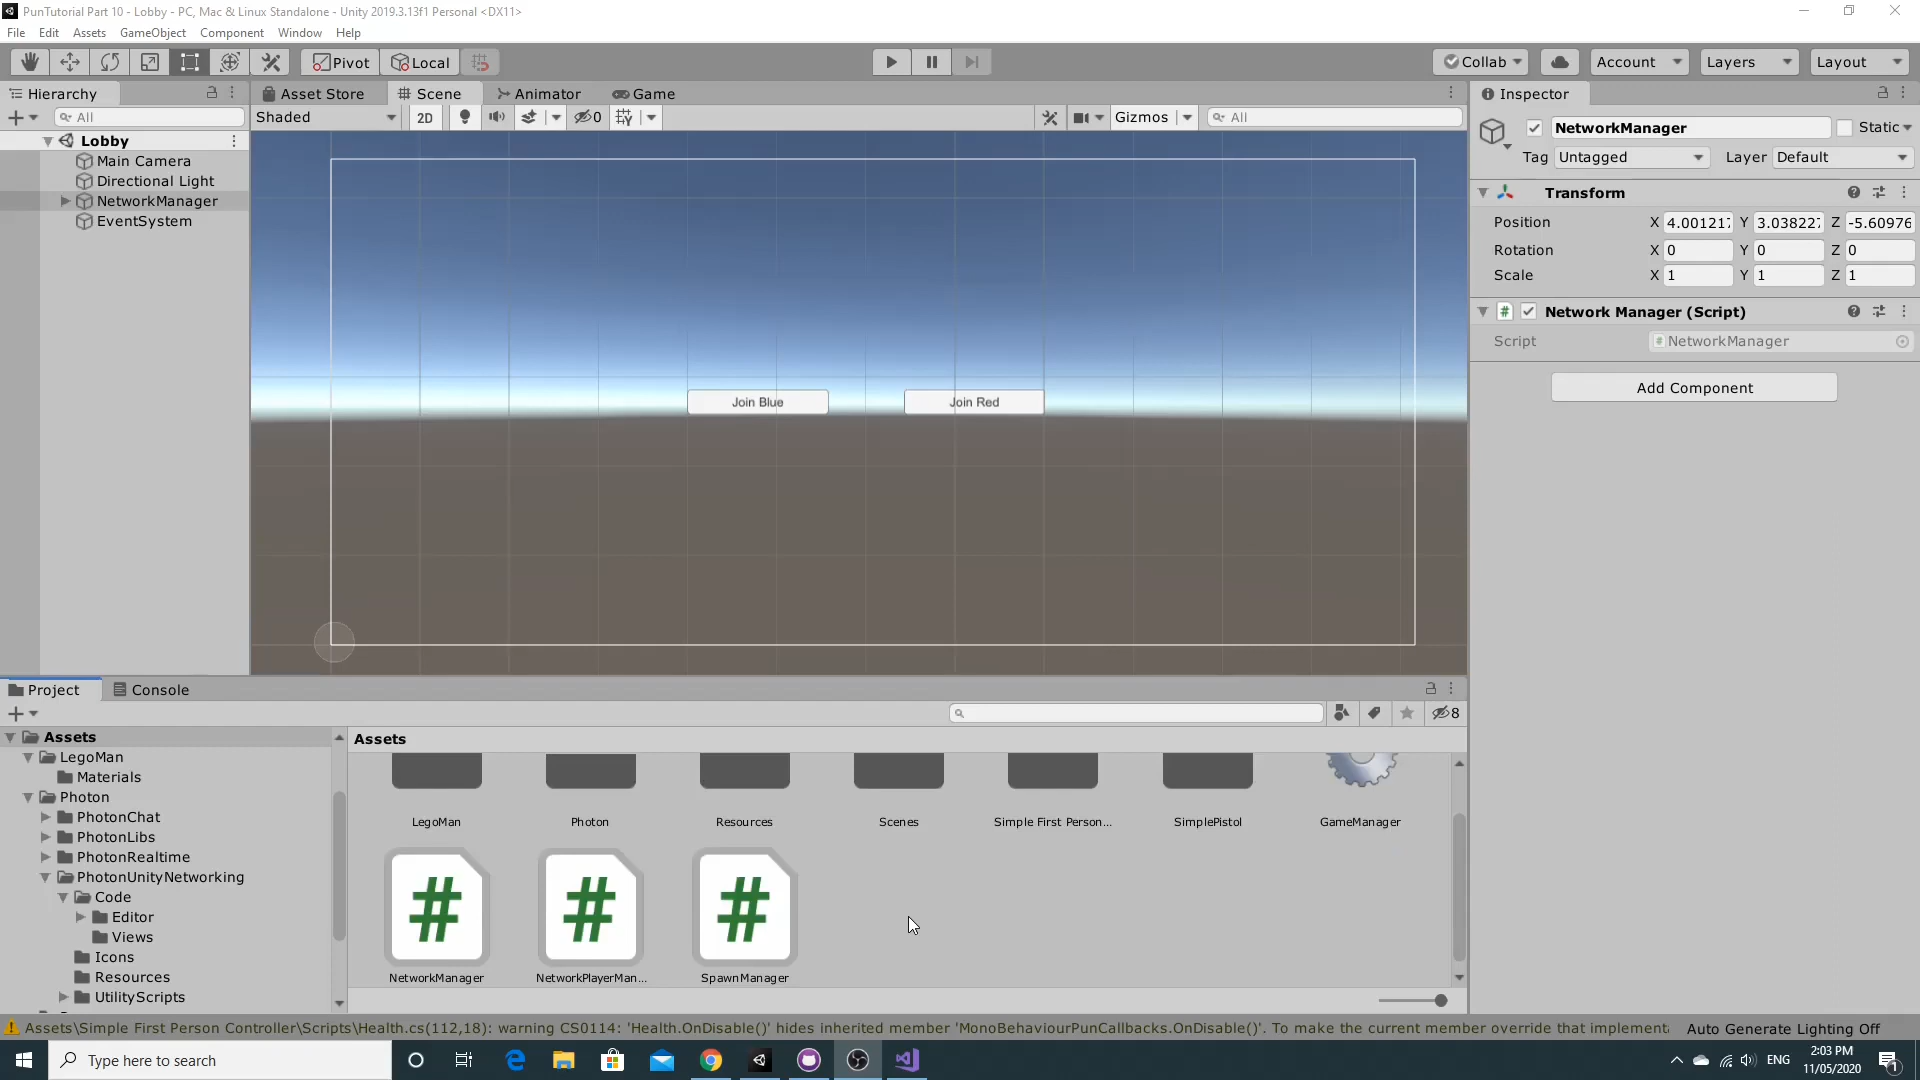 PunTutorial Part 10 - Lobby - PC, Mac & Linux Standalone - Unity 2019.3.13f1 Personal <DX11>
File Edit Assets GameObject Component Window Help
Pivot Local Collab Account Layers Layout
Hierarchy
All
Lobby
Main Camera
Directional Light
NetworkManager
EventSystem
Asset Store Scene Animator Game
Shaded 2D 0 Gizmos All
Join Blue Join Red
Inspector
NetworkManager Static
Tag Untagged Layer Default
Transform
Position X 4.001217 Y 3.038227 Z -5.60976
Rotation X 0 Y 0 Z 0
Scale X 1 Y 1 Z 1
# Network Manager (Script)
Script # NetworkManager
Add Component
Project Console
8
Assets
LegoMan
Materials
Photon
PhotonChat
PhotonLibs
PhotonRealtime
PhotonUnityNetworking
Code
Editor
Views
Icons
Resources
UtilityScripts
Assets
LegoMan Photon Resources Scenes Simple First Person... SimplePistol GameManager
# # #
NetworkManager NetworkPlayerMan... SpawnManager
Assets\Simple First Person Controller\Scripts\Health.cs(112,18): warning CS0114: 'Health.OnDisable()' hides inherited member 'MonoBehaviourPunCallbacks.OnDisable()'. To make the current member override that implementa
Auto Generate Lighting Off
Type here to search
ENG
2:03 PM
11/05/2020
1